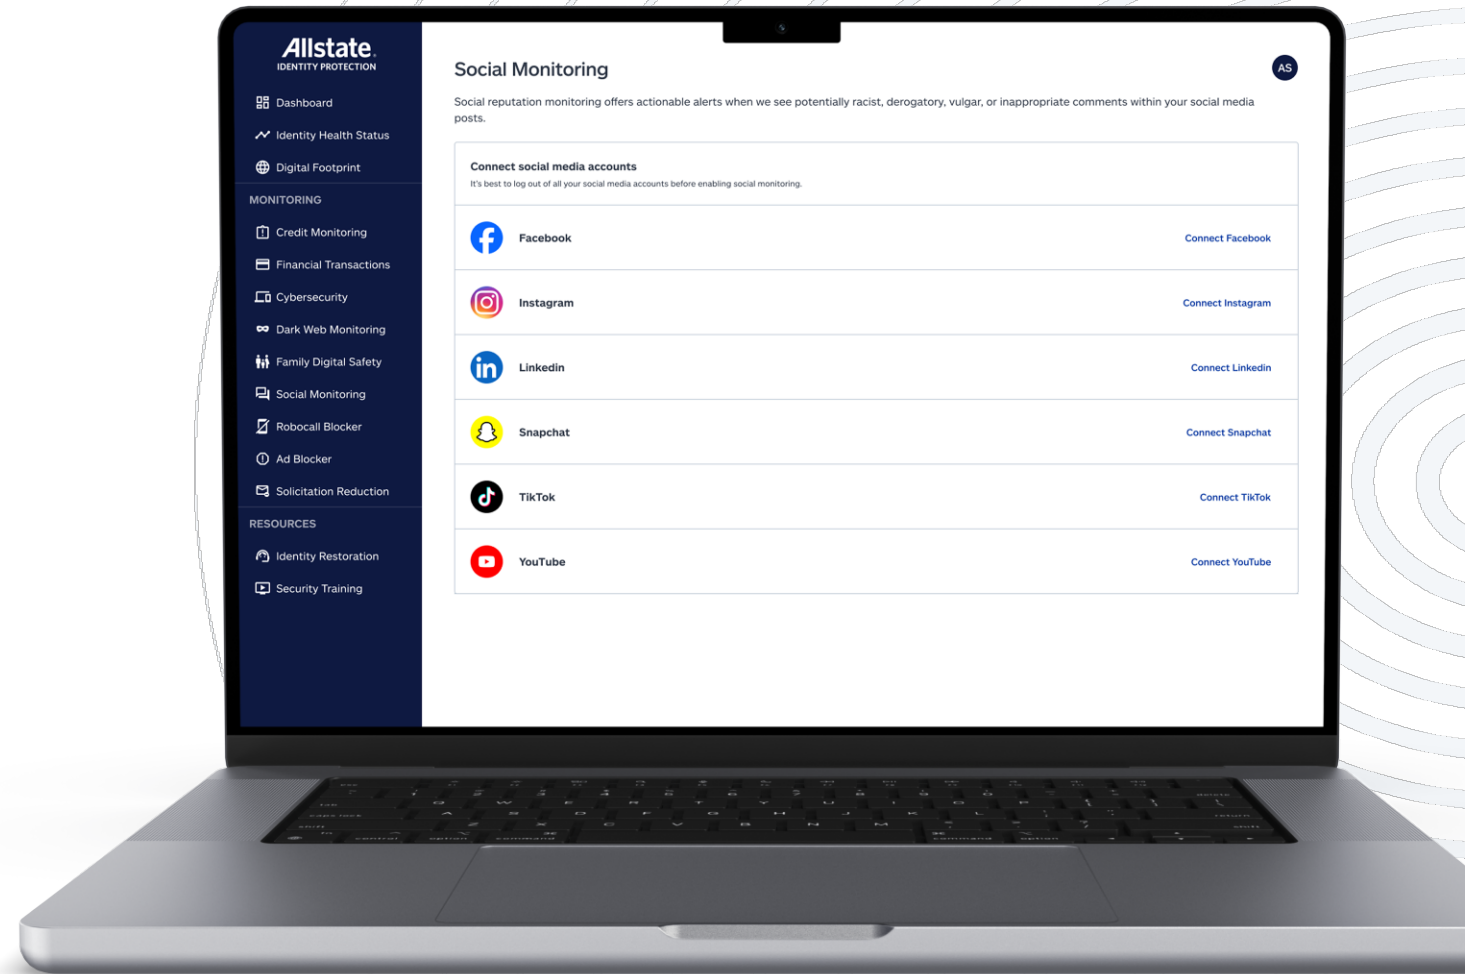 Allstate.
IDENTITY PROTECTION
Dashboard
Identity Health Status
Digital Footprint
MONITORING
Credit Monitoring
Financial Transactions
Cybersecurity
Dark Web Monitoring
Family Digital Safety
Social Monitoring
Robocall Blocker
Ad Blocker
Solicitation Reduction
RESOURCES
Identity Restoration
Security Training
Social Monitoring
AS
Social reputation monitoring offers actionable alerts when we see potentially racist, derogatory, vulgar, or inappropriate comments within your social media
posts.
Connect social media accounts
It's best to log out of all your social media accounts before enabling social monitoring.
Facebook
Connect Facebook
Instagram
Connect Instagram
Linkedin
Connect Linkedin
Snapchat
Connect Snapchat
TikTok
Connect TikTok
YouTube
Connect YouTube